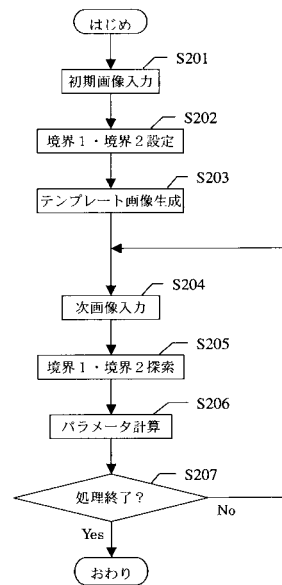 はじめ
S201
初期画像入力
S202
境界1・境界2設定
S203
テンプレート画像生成
S204
次画像入力
S205
境界1・境界2探索
S206
パラメータ計算
S207
処理終了?
No
Yes
おわり